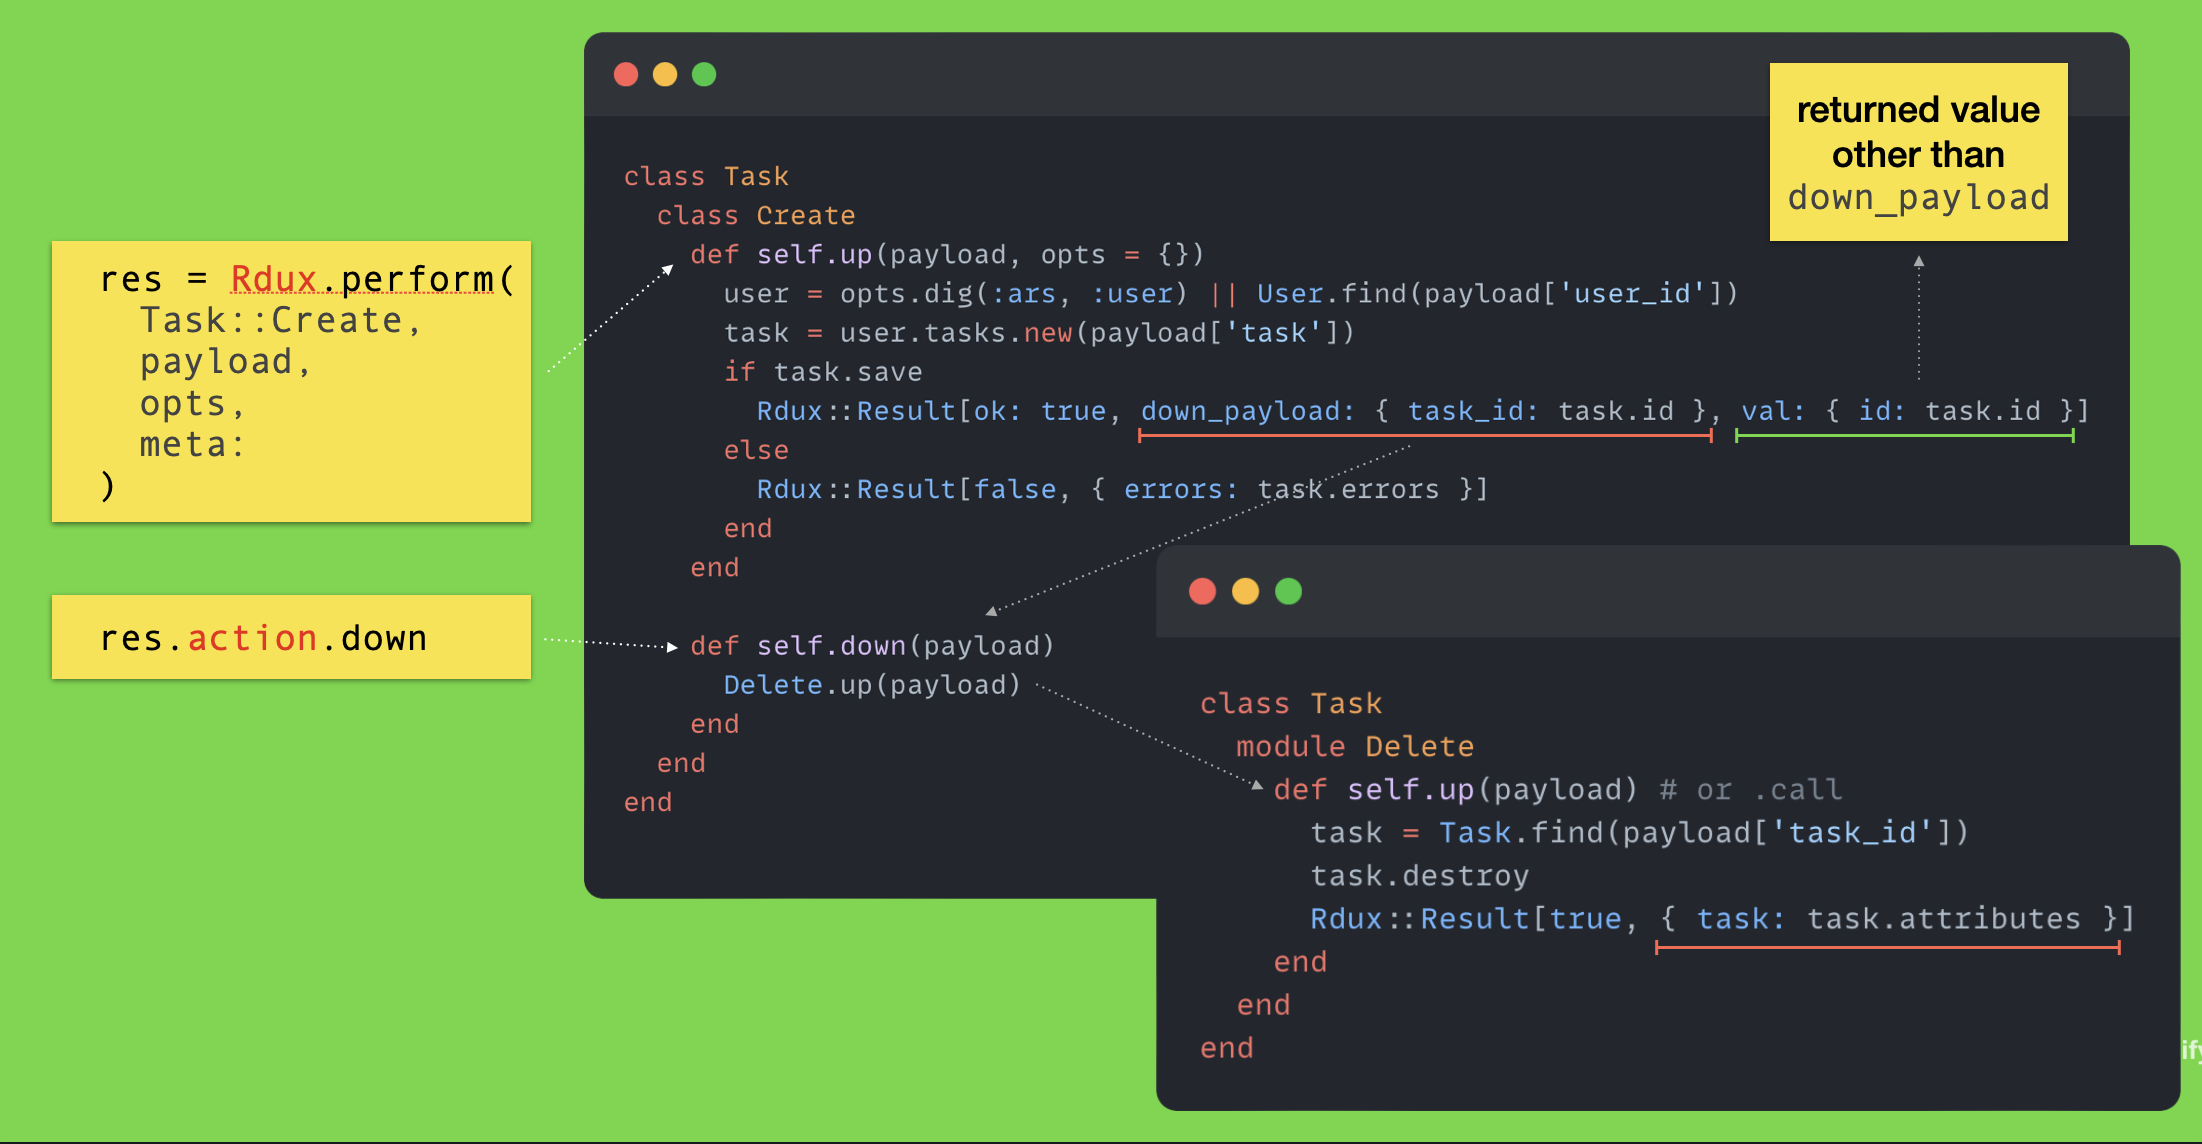 res = Rdux.perform(
  Task::Create,
  payload,
  opts,
  meta:
)
res.action.down
returned value
other than
down_payload
class Task
  class Create
    def self.up(payload, opts = {})
      user = opts.dig(:ars, :user) || User.find(payload['user_id'])
      task = user.tasks.new(payload['task'])
      if task.save
        Rdux::Result[ok: true, down_payload: { task_id: task.id }, val: { id: task.id }]
      else
        Rdux::Result[false, { errors: task.errors }]
      end
    end
    def self.down(payload)
      Delete.up(payload)
    end
  end
end
class Task
  module Delete
    def self.up(payload) # or .call
      task = Task.find(payload['task_id'])
      task.destroy
      Rdux::Result[true, { task: task.attributes }]
    end
  end
end